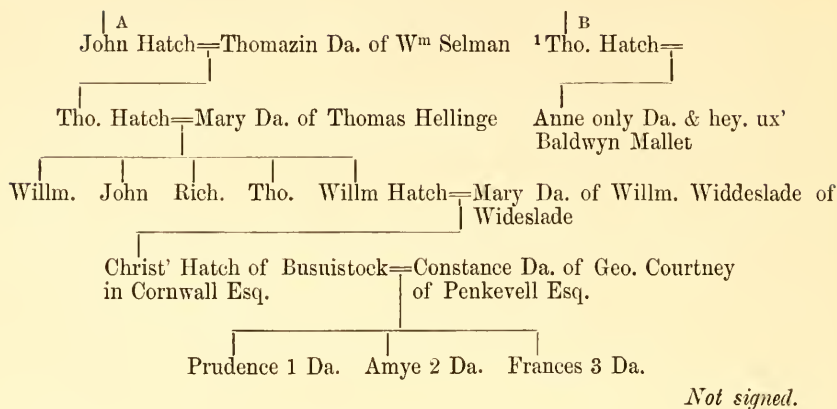 A B
John Hatch=Thomazin Da. of Wm Selman 1Tho. Hatch=
Tho. Hatch=Mary Da. of Thomas Hellinge Anne only Da. & hey. ux'
Baldwyn Mallet
Willm. John Rich. Tho. Willm Hatch=Mary Da. of Willm. Widdeslade of
Wideslade
Christ' Hatch of Busnistock=Constance Da. of Geo. Courtney
in Cornwall Esq. of Penkevell Esq.
Prudence 1 Da. Amye 2 Da. Frances 3 Da.
Not signed.